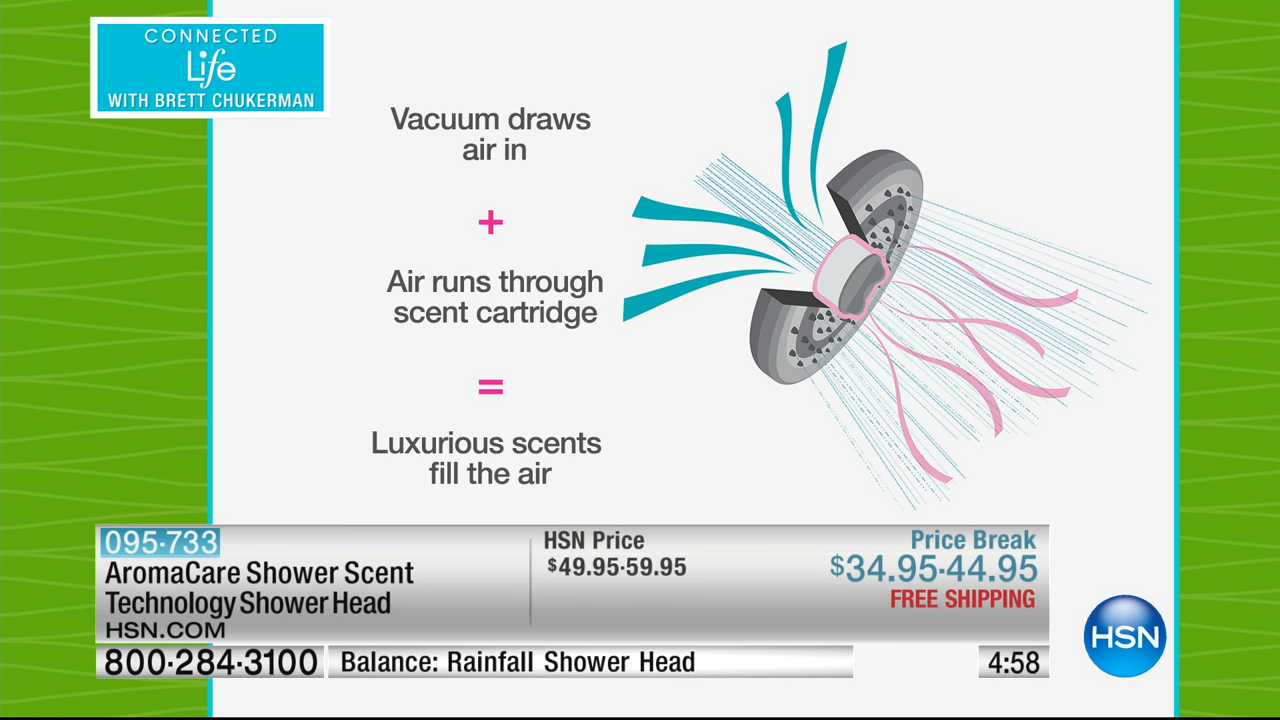 CONNECTED
Life
WITH BRETT CHUKERMAN
Vacuum draws
air in
+
Air runs through
scent cartridge
=
Luxurious scents
fill the air
095·733
AromaCare Shower Scent
Technology Shower Head
HSN.COM
HSN Price
$49.95-59.95
Price Break
$34.95-44.95
FREE SHIPPING
HSN
800·284·3100
Balance: Rainfall Shower Head
4:58